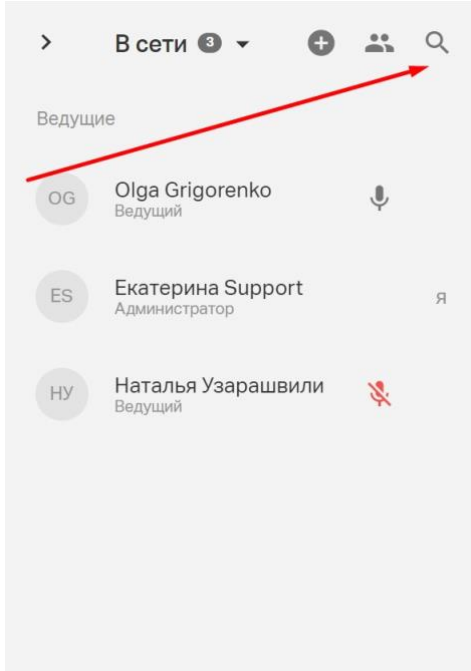 В сети 3
Ведущие
OG
Olga Grigorenko
Ведущий
ES
Екатерина Support
Администратор
Я
НУ
Наталья Узарашвили
Ведущий